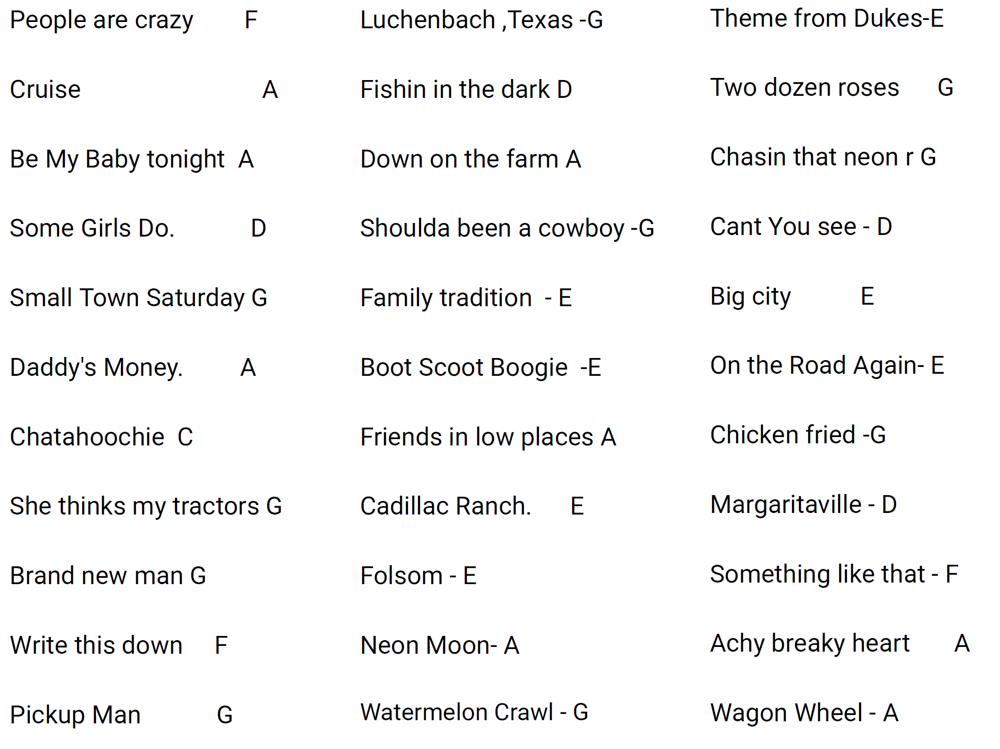 People are crazy F
Cruise A
Be My Baby tonight A
Some Girls Do. D
Small Town Saturday G
Daddy's Money. A
Chatahoochie C
She thinks my tractors G
Brand new man G
Write this down F
Pickup Man G
Luchenbach ,Texas -G
Fishin in the dark D
Down on the farm A
Shoulda been a cowboy -G
Family tradition - E
Boot Scoot Boogie -E
Friends in low places A
Cadillac Ranch. E
Folsom - E
Neon Moon- A
Watermelon Crawl - G
Theme from Dukes-E
Two dozen roses G
Chasin that neon r G
Cant You see - D
Big city E
On the Road Again- E
Chicken fried -G
Margaritaville - D
Something like that - F
Achy breaky heart A
Wagon Wheel - A